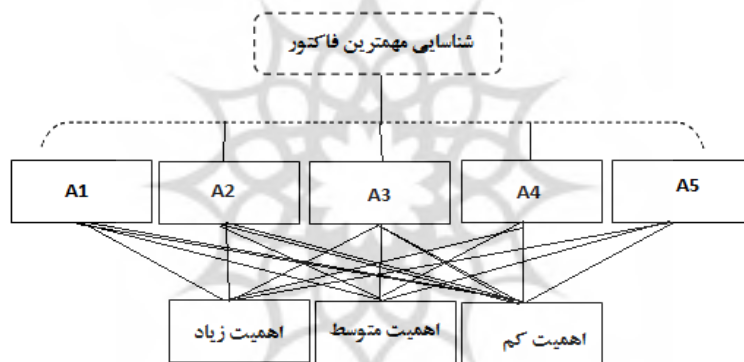 شناسایی مهمترین فاکتور
A1
A2
A3
A4
A5
اهمیت زیاد
اهمیت متوسط
اهمیت کم